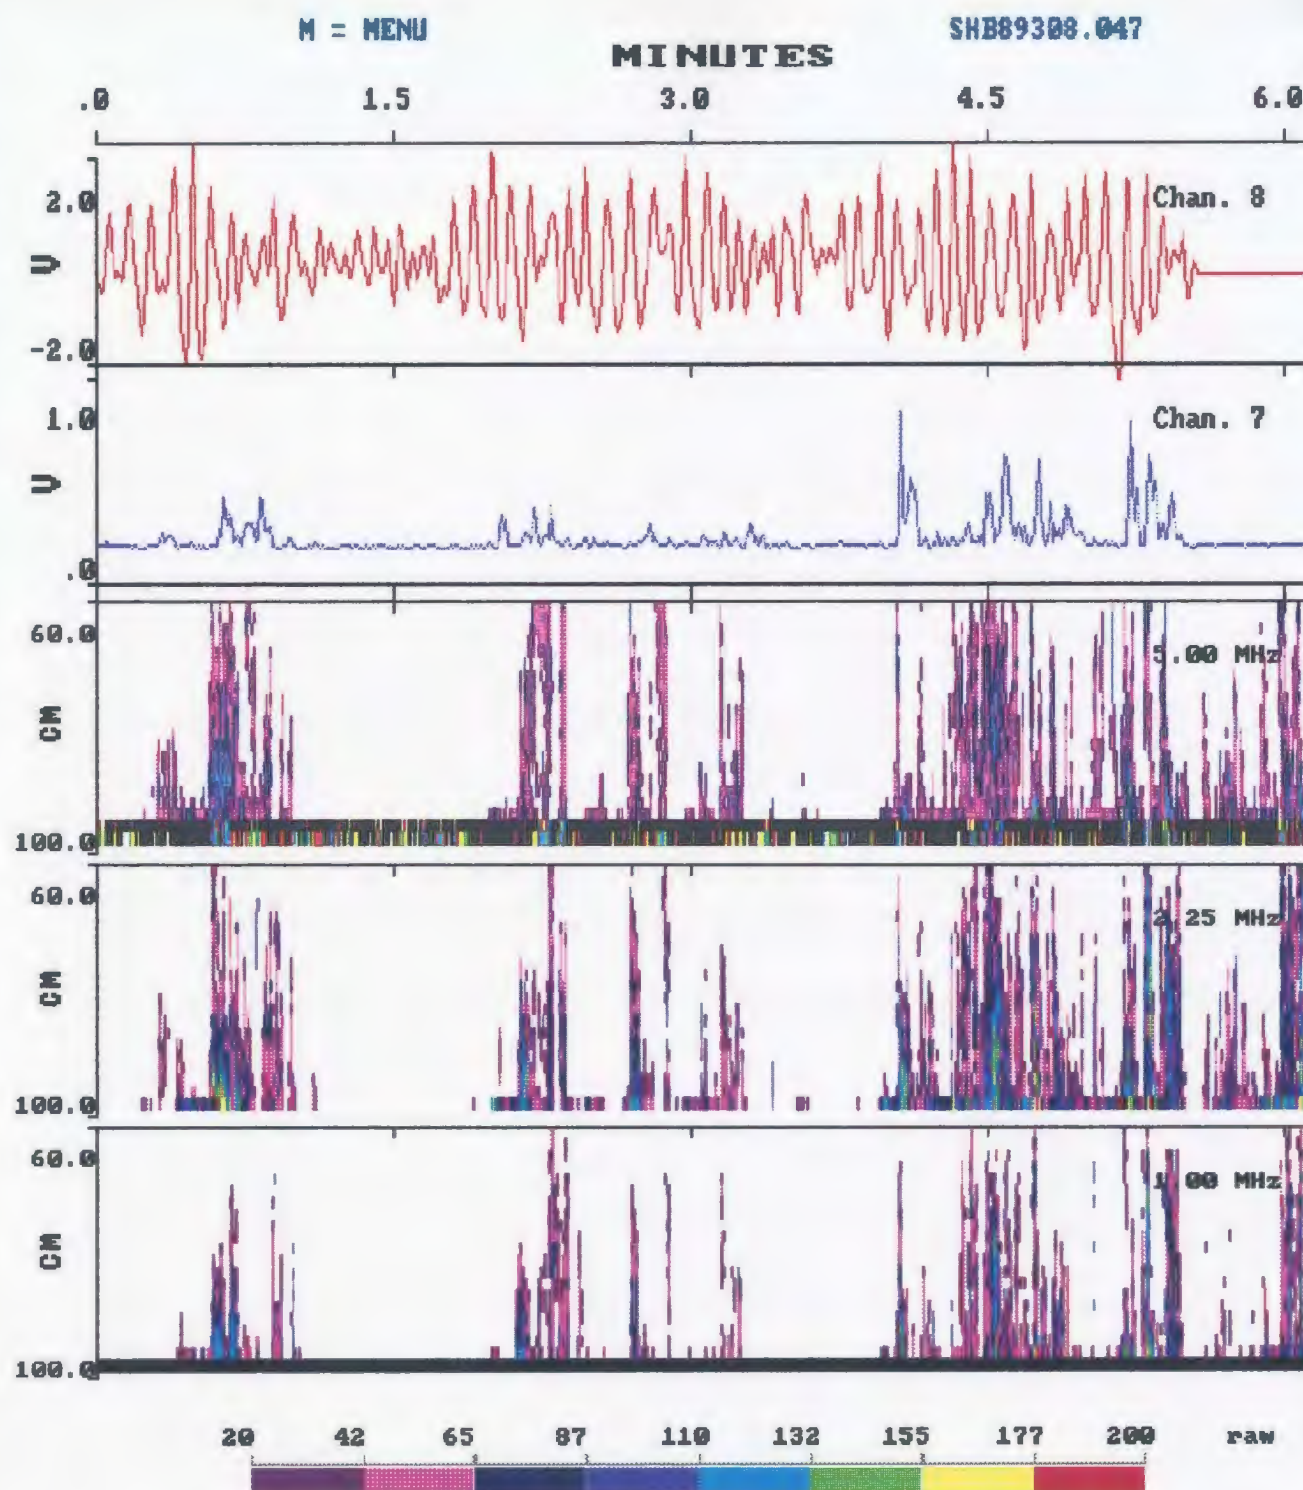 M = MENU SHB89308.047
MINUTES
.0 1.5 3.0 4.5 6.0
2.0
Chan. 8
V
-2.0
1.0
Chan. 7
V
.0
60.0
5.00 MHz
CM
100.0
60.0
2.25 MHz
CM
100.0
60.0
1.00 MHz
CM
100.0
20 42 65 87 110 132 155 177 200 raw